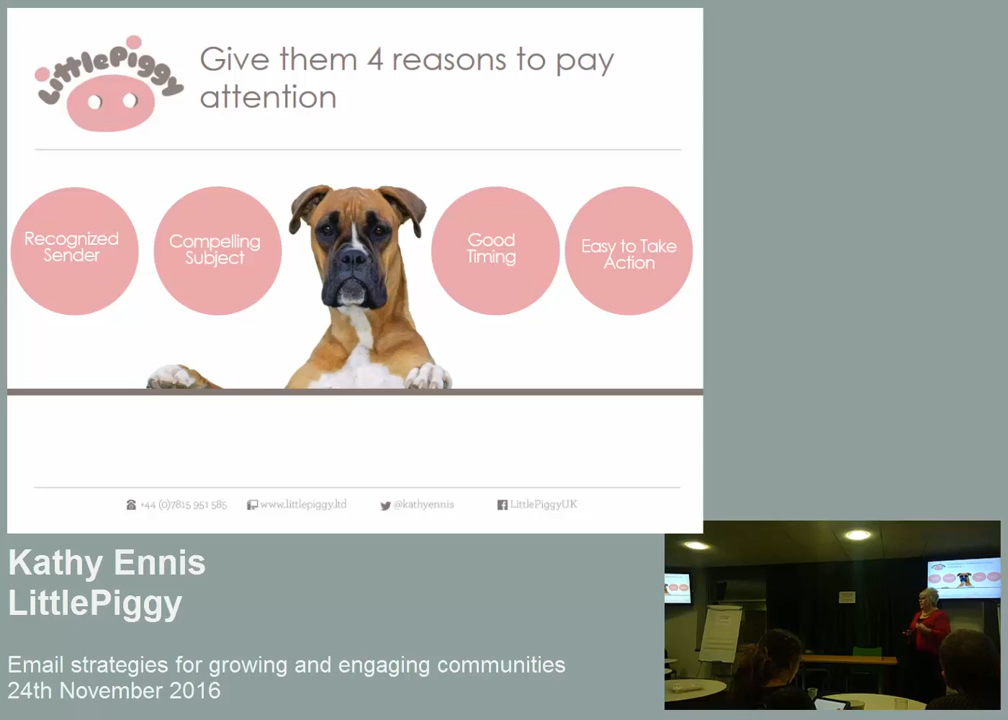 LittlePiggy
Give them 4 reasons to pay
attention
Recognized
Sender
Compelling
Subject
Good
Timing
Easy to Take
Action
+44 (0)7815 951 585
www.littlepiggy.ltd
@kathyennis
LittlePiggyUK
Kathy Ennis
LittlePiggy
Email strategies for growing and engaging communities
24th November 2016